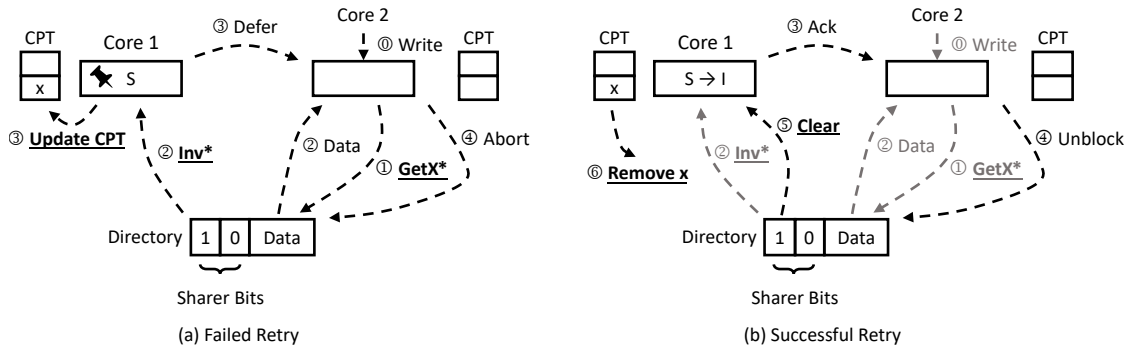 CPT
Core 1
③ Defer
Core 2
⓪ Write
CPT
x
S
③ Update CPT
② Inv*
② Data
① GetX*
④ Abort
Directory
1
0
Data
Sharer Bits
(a) Failed Retry
CPT
Core 1
③ Ack
Core 2
⓪ Write
CPT
x
S → I
⑤ Clear
② Inv*
② Data
① GetX*
④ Unblock
⑥ Remove x
Directory
1
0
Data
Sharer Bits
(b) Successful Retry